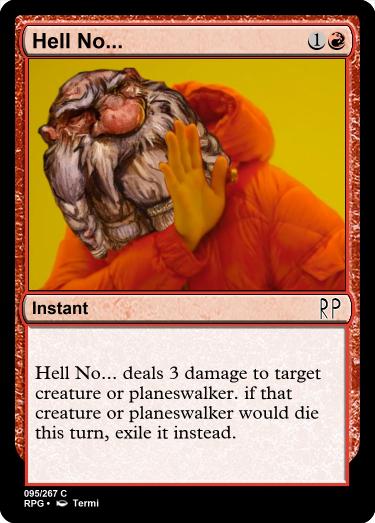 Hell No... 1
Instant RP
Hell No... deals 3 damage to target
creature or planeswalker. if that
creature or planeswalker would die
this turn, exile it instead.
095/267 C
RPG • Termi